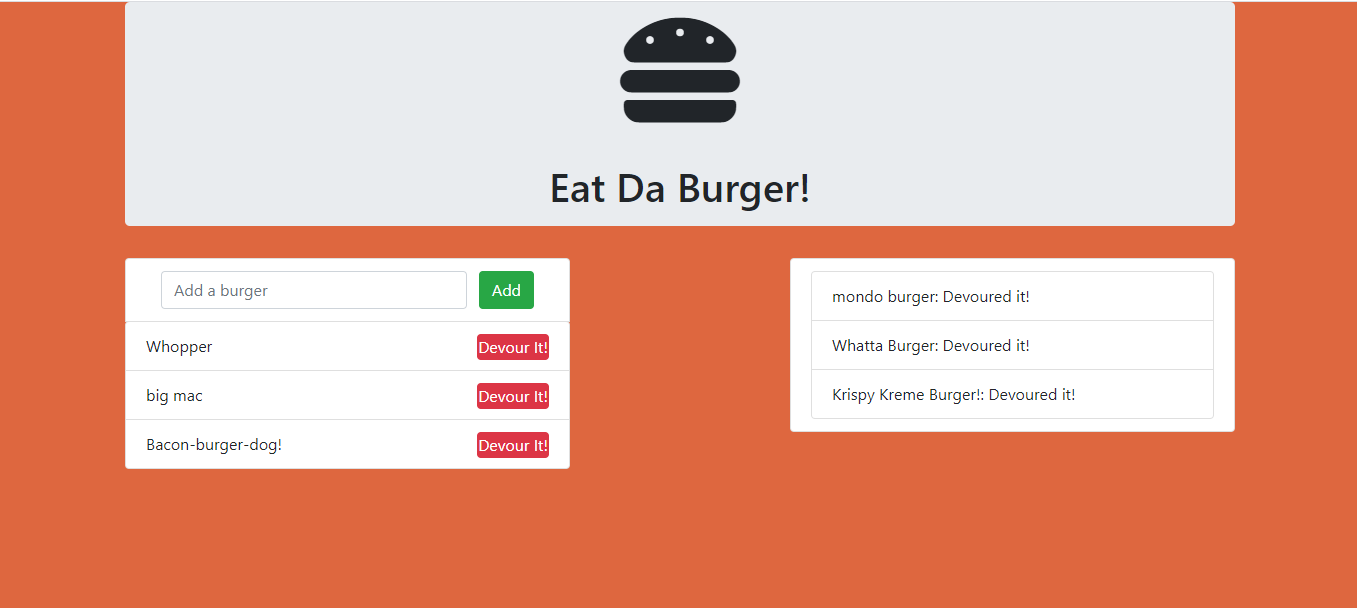 Eat Da Burger!
Add a burger
Add
Whopper
Devour It!
big mac
Devour It!
Bacon-burger-dog!
Devour It!
mondo burger: Devoured it!
Whatta Burger: Devoured it!
Krispy Kreme Burger!: Devoured it!